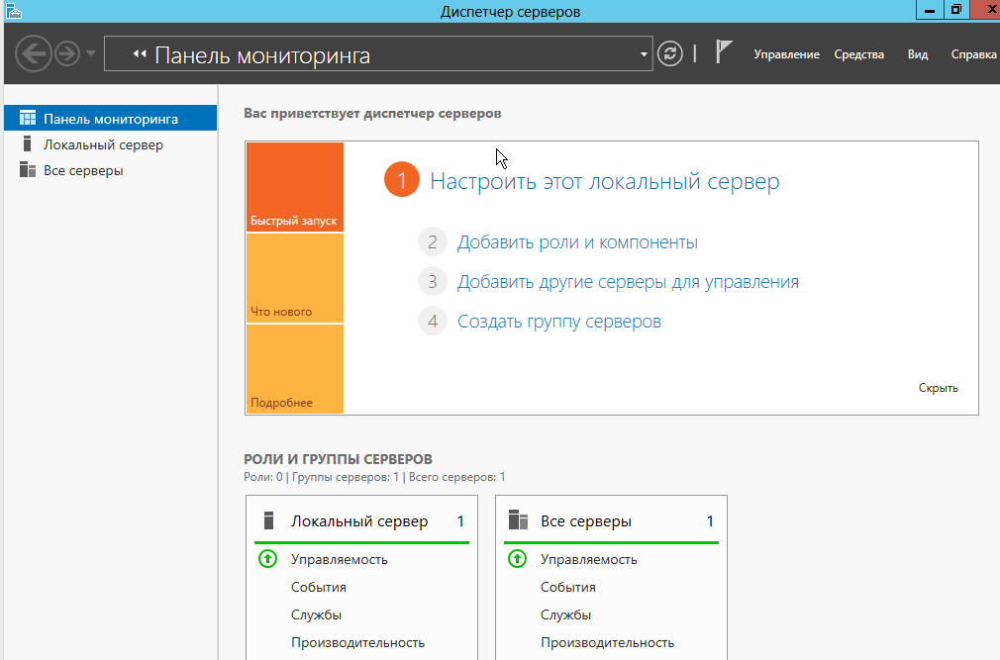 Диспетчер серверов
Панель мониторинга
Управление Средства Вид Справка
Панель мониторинга
Локальный сервер
Все серверы
Вас приветствует диспетчер серверов
Быстрый запуск
Что нового
Подробнее
1 Настроить этот локальный сервер
2 Добавить роли и компоненты
3 Добавить другие серверы для управления
4 Создать группу серверов
Скрыть
РОЛИ И ГРУППЫ СЕРВЕРОВ
Роли: 0 | Группы серверов: 1 | Всего серверов: 1
Локальный сервер 1
Управляемость
События
Службы
Производительность
Все серверы 1
Управляемость
События
Службы
Производительность